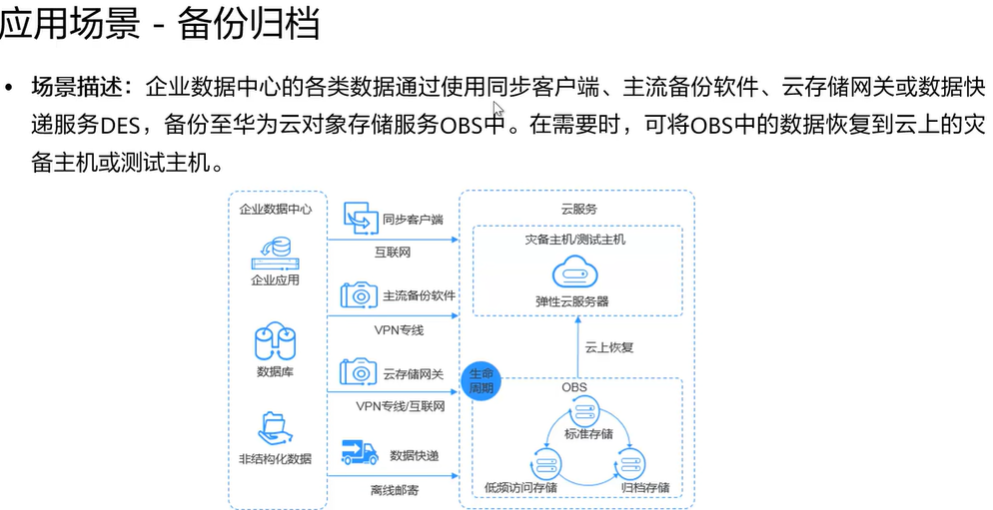 应用场景 - 备份归档
• 场景描述：企业数据中心的各类数据通过使用同步客户端、主流备份软件、云存储网关或数据快
递服务DES，备份至华为云对象存储服务OBS中。在需要时，可将OBS中的数据恢复到云上的灾
备主机或测试主机。
企业数据中心
企业应用
数据库
非结构化数据
同步客户端
互联网
主流备份软件
VPN专线
云存储网关
VPN专线/互联网
数据快递
离线邮寄
云服务
灾备主机/测试主机
弹性云服务器
云上恢复
生命
周期
OBS
标准存储
低频访问存储
归档存储